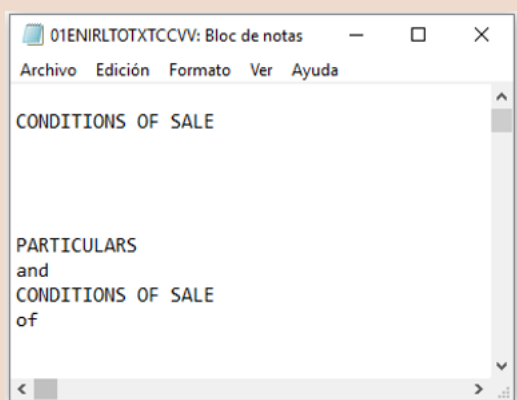 01ENIRLTOTXTCCVV: Bloc de notas
Archivo Edición Formato Ver Ayuda
CONDITIONS OF SALE
PARTICULARS
and
CONDITIONS OF SALE
of